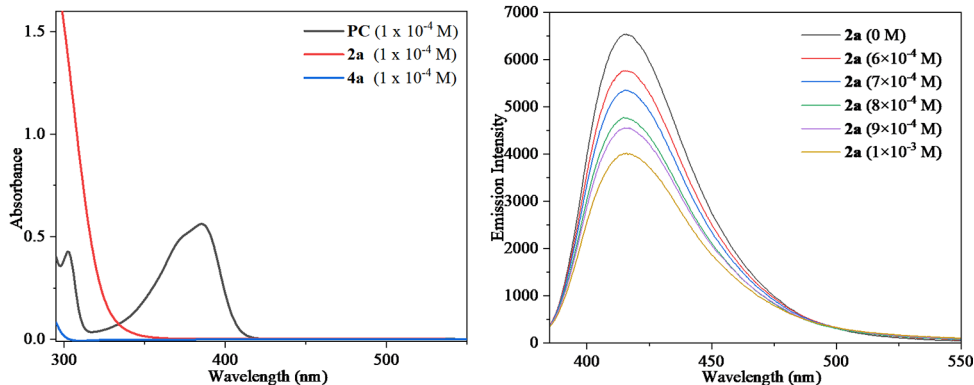 1.5
1.0
0.5
0.0
Absorbance
300
400
500
Wavelength (nm)
PC (1 x 10⁻⁴ M)
2a (1 x 10⁻⁴ M)
4a (1 x 10⁻⁴ M)
7000
6000
5000
4000
3000
2000
1000
0
Emission Intensity
400
450
500
550
Wavelength (nm)
2a (0 M)
2a (6×10⁻⁴ M)
2a (7×10⁻⁴ M)
2a (8×10⁻⁴ M)
2a (9×10⁻⁴ M)
2a (1×10⁻³ M)